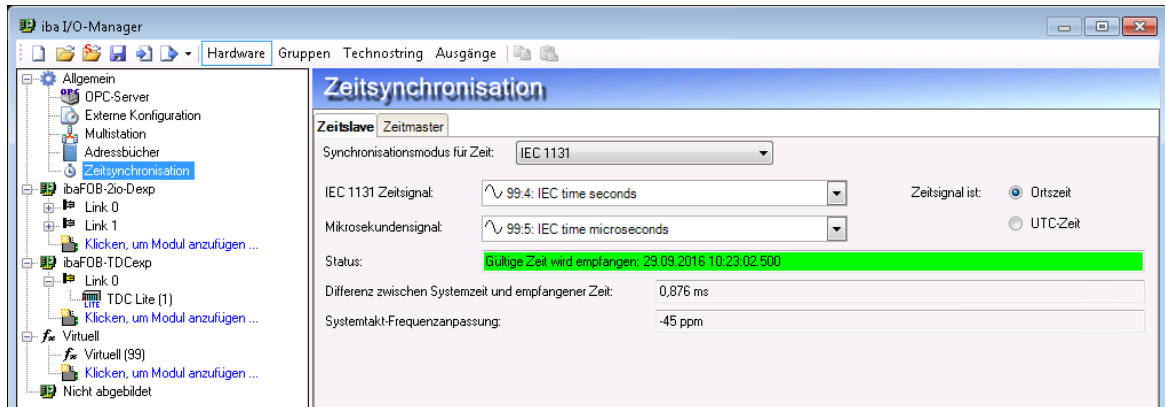 iba I/O-Manager
Hardware Gruppen Technostring Ausgänge
Allgemein
OPC-Server
Externe Konfiguration
Multistation
Adressbücher
Zeitsynchronisation
ibaFOB-2io-Dexp
Link 0
Link 1
Klicken, um Modul anzufügen ...
ibaFOB-TDCexp
Link 0
LITE TDC Lite (1)
Klicken, um Modul anzufügen ...
fx Virtuell
fx Virtuell (99)
Klicken, um Modul anzufügen ...
Nicht abgebildet
Zeitsynchronisation
Zeitslave Zeitmaster
Synchronisationsmodus für Zeit: IEC 1131
IEC 1131 Zeitsignal: 99:4: IEC time seconds Zeitsignal ist: Ortszeit
Mikrosekundensignal: 99:5: IEC time microseconds UTC-Zeit
Status: Gültige Zeit wird empfangen: 29.09.2016 10:23:02.500
Differenz zwischen Systemzeit und empfangener Zeit: 0,876 ms
Systemtakt-Frequenzanpassung: -45 ppm